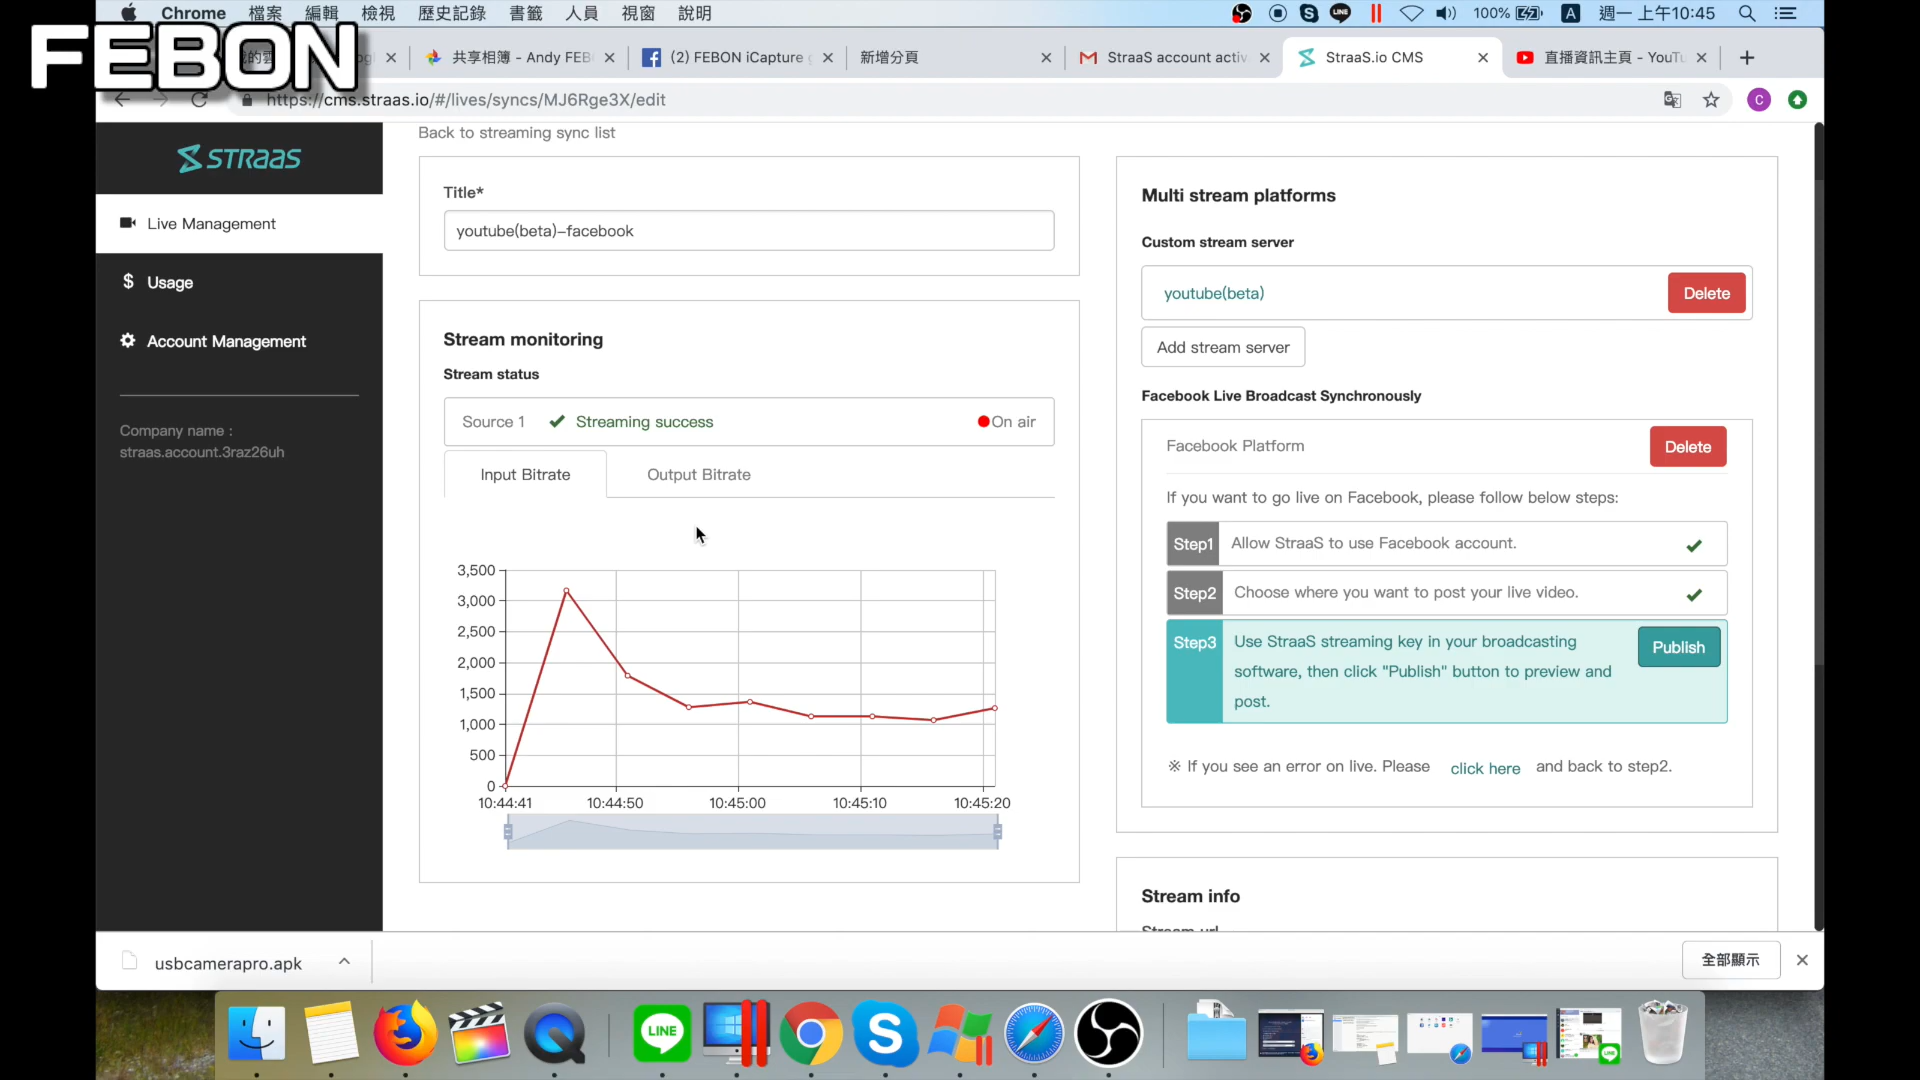 Chrome 檔案 編輯 檢視 歷史記錄 書籤 人員 視窗 說明 100% A 週一 上午10:45
FEBON
共享相簿 - Andy FEB
(2) FEBON iCapture
新增分頁
StraaS account activ
StraaS.io CMS
直播資訊主頁 - YouTu
https://cms.straas.io/#/lives/syncs/MJ6Rge3X/edit
C
STRaaS
Live Management
Usage
Account Management
Company name :
straas.account.3raz26uh
Back to streaming sync list
Title*
youtube(beta)–facebook
Stream monitoring
Stream status
Source 1 Streaming success On air
Input Bitrate Output Bitrate
3,500
3,000
2,500
2,000
1,500
1,000
500
0
10:44:41 10:44:50 10:45:00 10:45:10 10:45:20
Multi stream platforms
Custom stream server
youtube(beta) Delete
Add stream server
Facebook Live Broadcast Synchronously
Facebook Platform Delete
If you want to go live on Facebook, please follow below steps:
Step1 Allow StraaS to use Facebook account.
Step2 Choose where you want to post your live video.
Step3 Use StraaS streaming key in your broadcasting
software, then click "Publish" button to preview and
post.
Publish
※ If you see an error on live. Please click here and back to step2.
Stream info
Stream url
usbcamerapro.apk
全部顯示
LINE